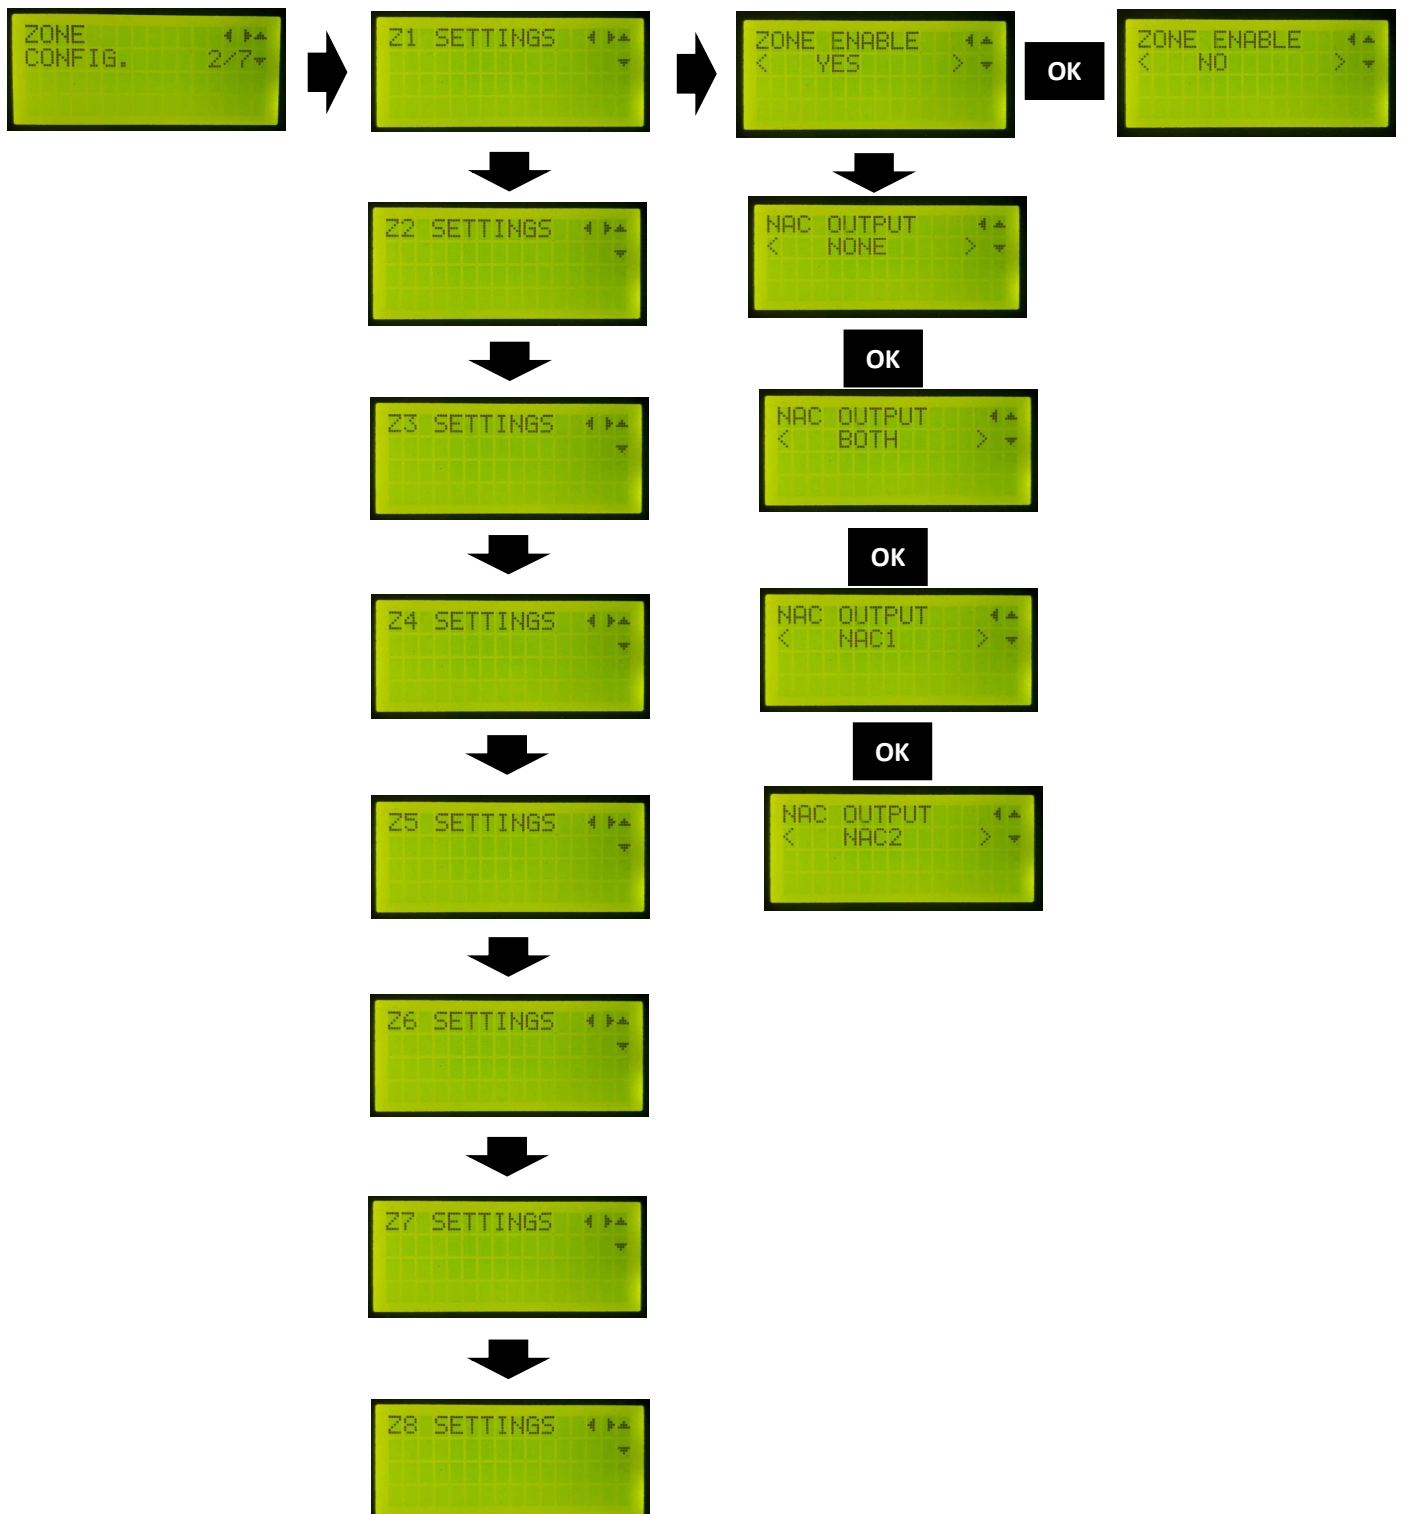 ZONE
CONFIG. 2/7
Z1 SETTINGS
ZONE ENABLE
< YES >
OK
ZONE ENABLE
< NO >
Z2 SETTINGS
NAC OUTPUT
< NONE >
OK
Z3 SETTINGS
NAC OUTPUT
< BOTH >
OK
Z4 SETTINGS
NAC OUTPUT
< NAC1 >
OK
Z5 SETTINGS
NAC OUTPUT
< NAC2 >
Z6 SETTINGS
Z7 SETTINGS
Z8 SETTINGS